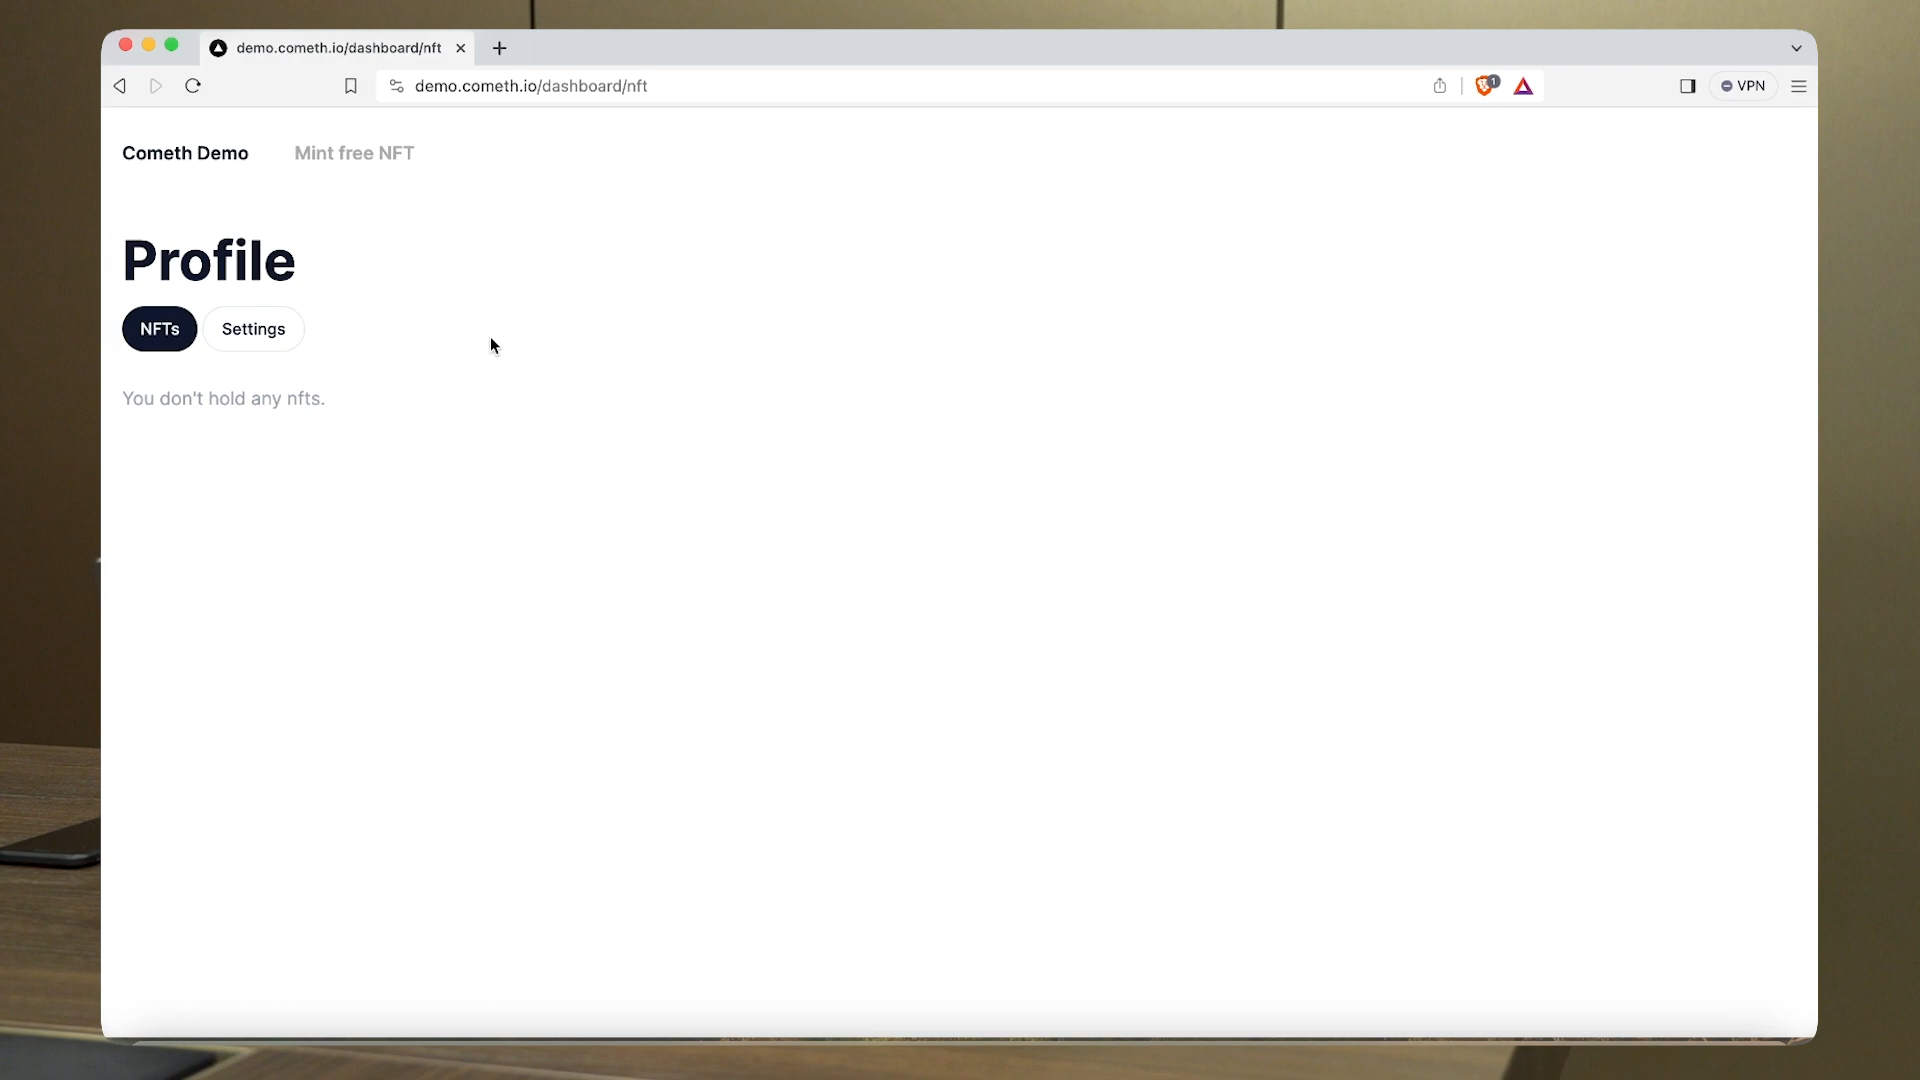 demo.cometh.io/dashboard/nft
demo.cometh.io/dashboard/nft
1
VPN
Cometh Demo
Mint free NFT
Profile
NFTs
Settings
You don't hold any nfts.